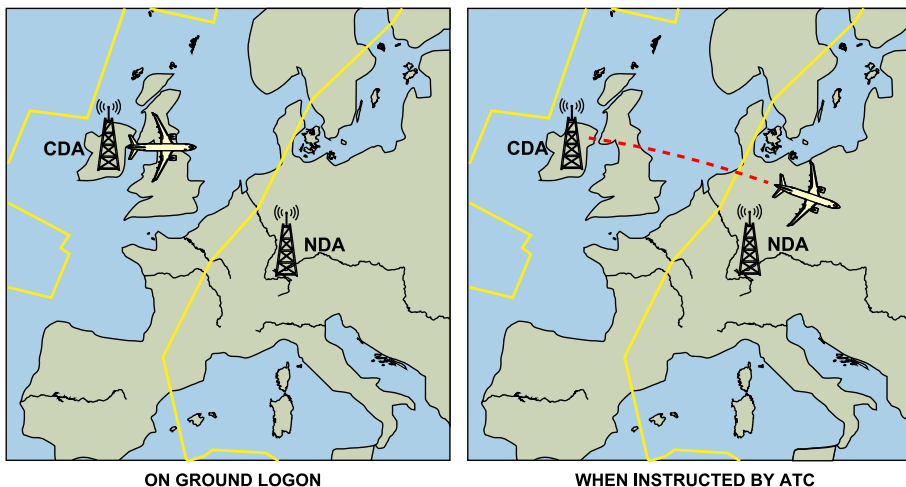 CDA
NDA
ON GROUND LOGON
CDA
NDA
WHEN INSTRUCTED BY ATC